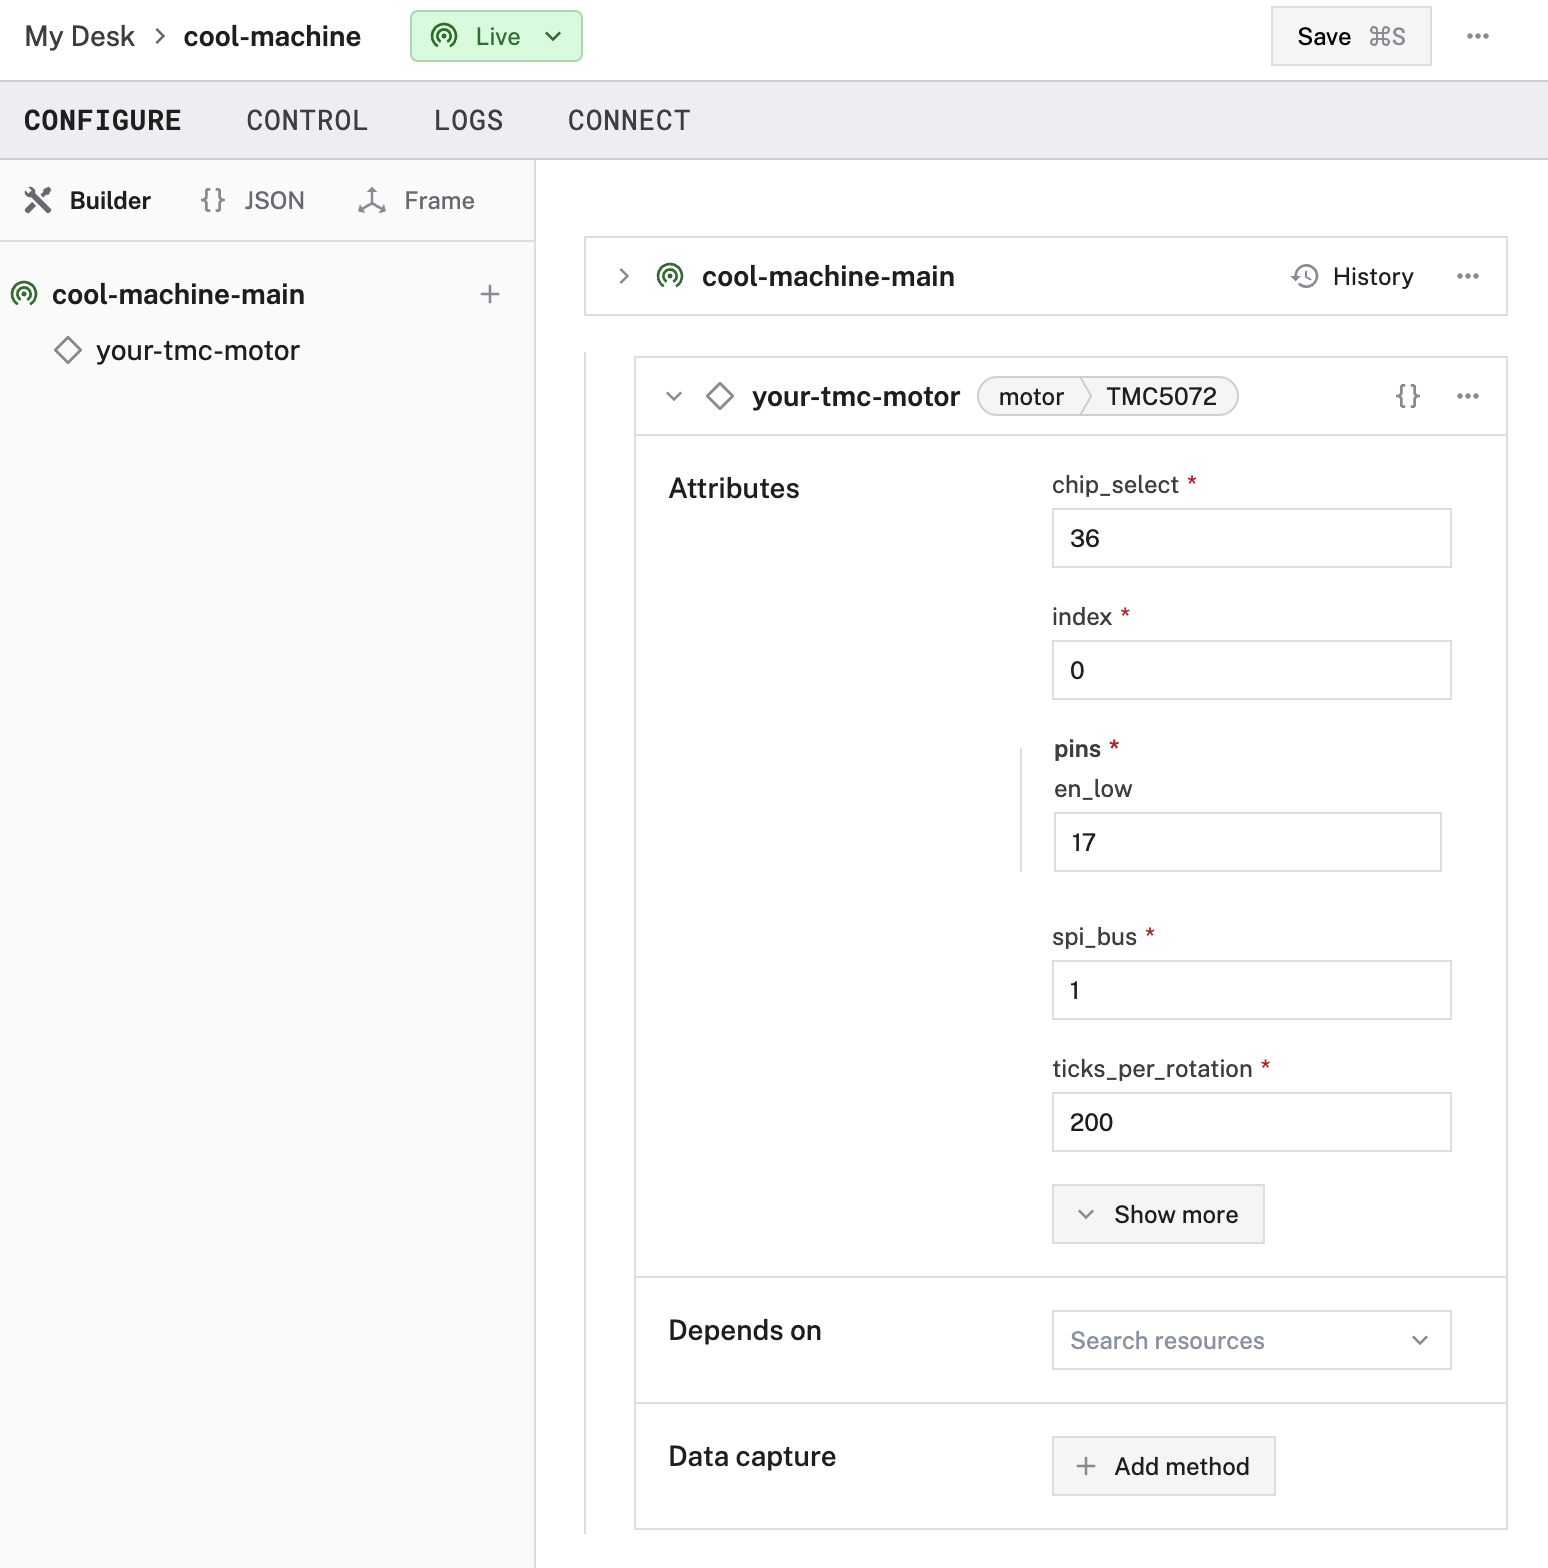 My Desk > cool-machine Live Save ⌘S ...
CONFIGURE CONTROL LOGS CONNECT
Builder {} JSON Frame
cool-machine-main +
your-tmc-motor
cool-machine-main History ...
your-tmc-motor motor TMC5072 {} ...
Attributes
chip_select *
36
index *
0
pins *
en_low
17
spi_bus *
1
ticks_per_rotation *
200
Show more
Depends on
Search resources
Data capture
+ Add method